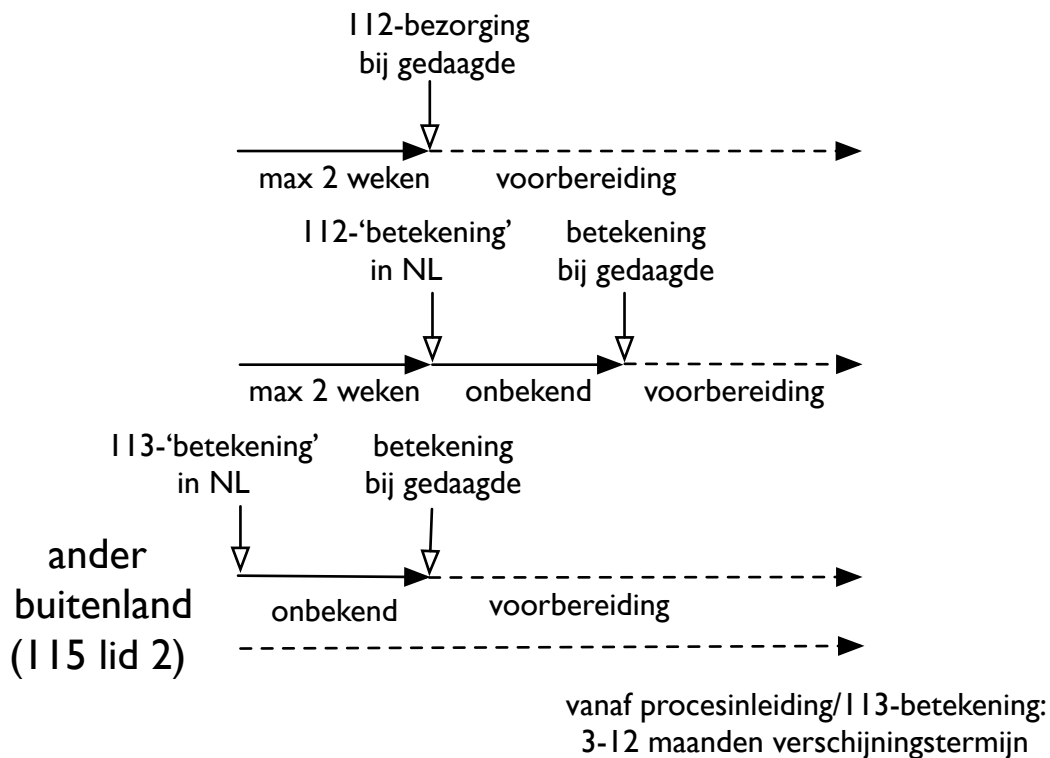 112-bezorging
bij gedaagde
max 2 weken voorbereiding
112-‘betekening’ betekening
in NL bij gedaagde
max 2 weken onbekend voorbereiding
113-‘betekening’ betekening
in NL bij gedaagde
ander
buitenland
(115 lid 2)
onbekend voorbereiding
vanaf procesinleiding/113-betekening:
3-12 maanden verschijningstermijn